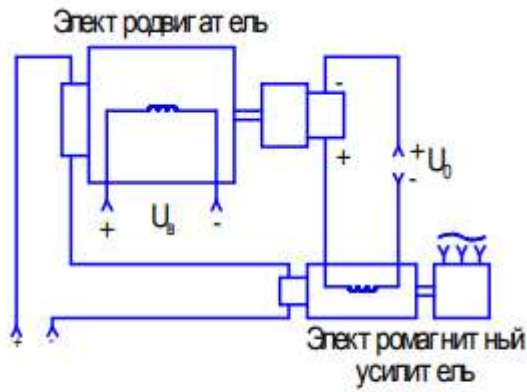 Электродвигатель
-
+
+ U0
-
+ Uв -
Электромагнитный
усилитель
+ -